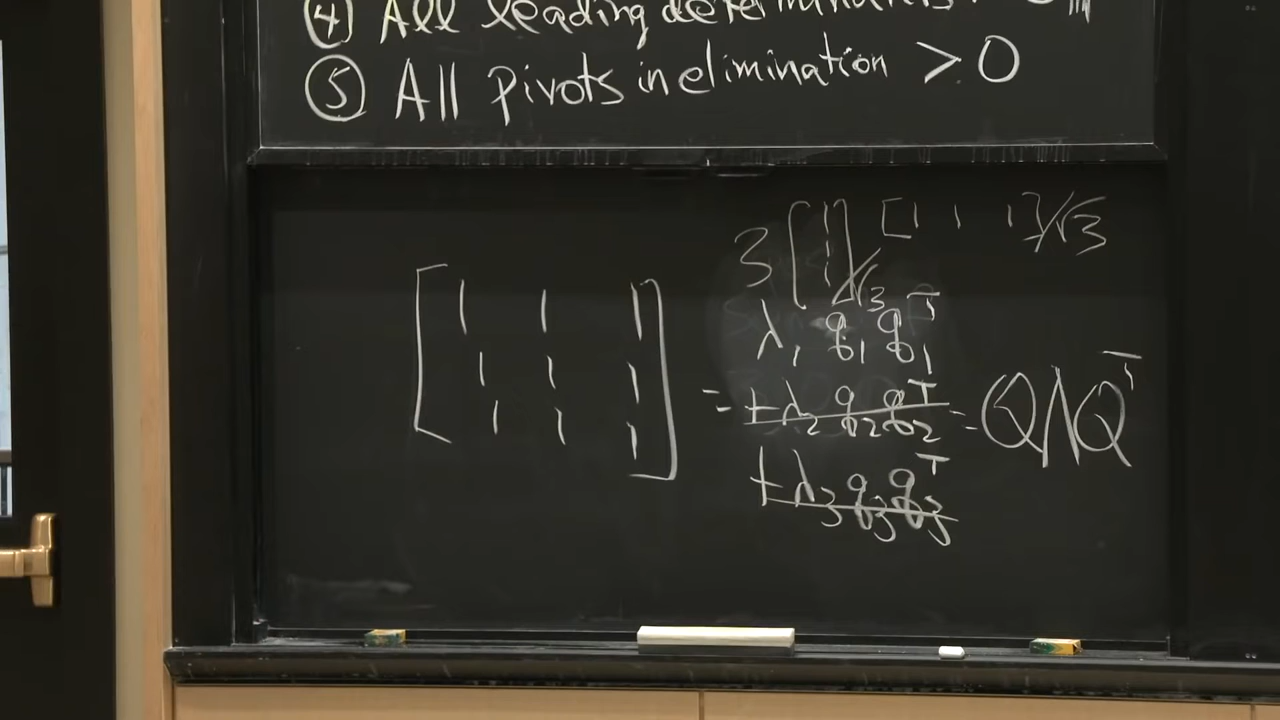 ④ All leading determinants
⑤ All pivots in elimination > 0
3 [1 1 1]/√3 [1 1 1]/√3
[1 1 1
1 1 1
1 1 1]
λ₁ q₁ q₁ᵀ
= +λ₂ q₂ q₂ᵀ = QΛQᵀ
+λ₃ q₃ q₃ᵀ